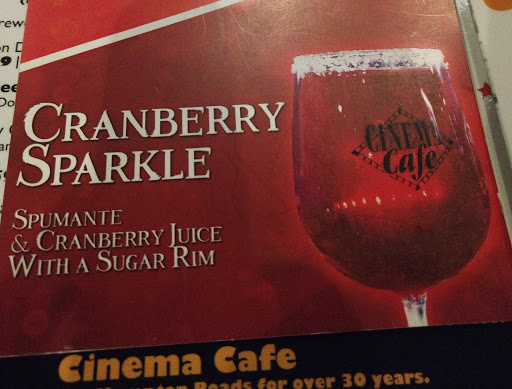 CRANBERRY
SPARKLE
SPUMANTE
& CRANBERRY JUICE
WITH A SUGAR RIM
CINEMA
Cafe
Cinema Cafe
Roads for over 30 years.